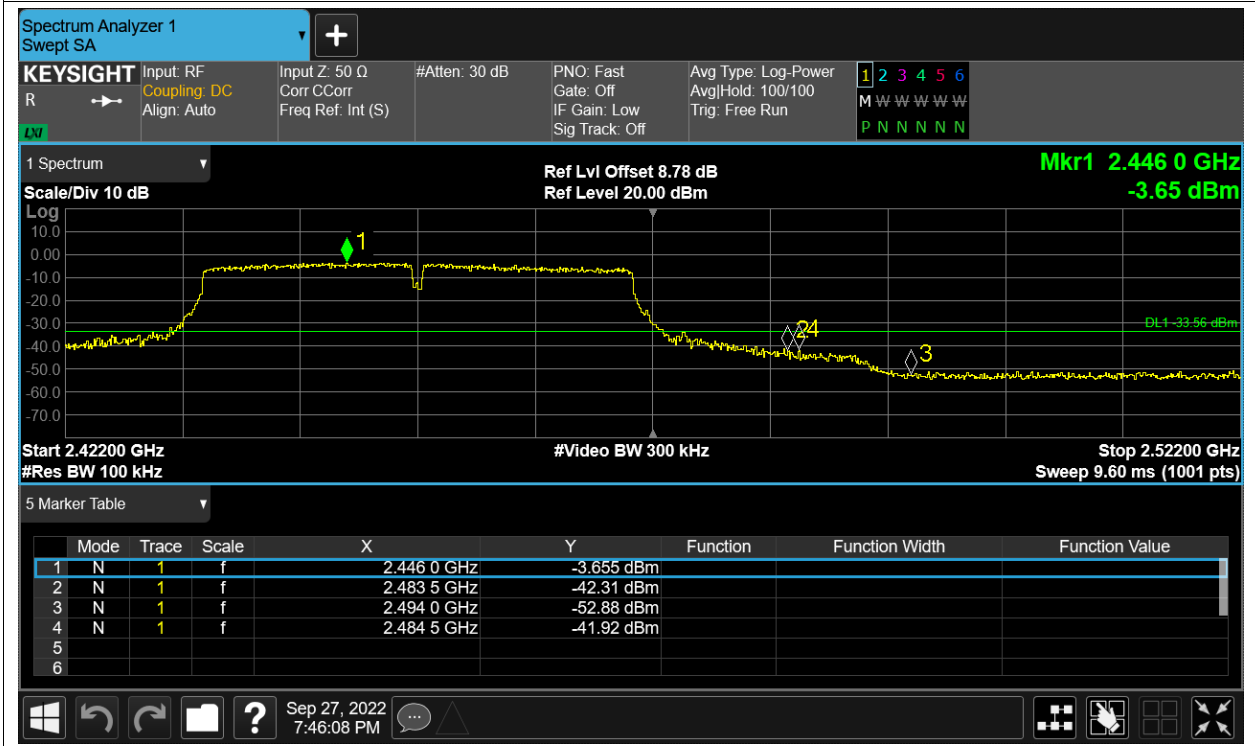 Spectrum Analyzer 1
Swept SA
KEYSIGHT Input: RF Input Z: 50 Ω #Atten: 30 dB PNO: Fast Avg Type: Log-Power 1 2 3 4 5 6
R Coupling: DC Corr CCorr Gate: Off Avg|Hold: 100/100 M W W W W W
Align: Auto Freq Ref: Int (S) IF Gain: Low Trig: Free Run
LXI Sig Track: Off P N N N N N
1 Spectrum Ref Lvl Offset 8.78 dB Mkr1 2.446 0 GHz
Scale/Div 10 dB Ref Level 20.00 dBm -3.65 dBm
Log
10.0
1
0.00
-10.0
-20.0
-30.0 24 DL1 -33.56 dBm
-40.0 3
-50.0
-60.0
-70.0
Start 2.42200 GHz #Video BW 300 kHz Stop 2.52200 GHz
#Res BW 100 kHz Sweep 9.60 ms (1001 pts)
5 Marker Table
Mode Trace Scale X Y Function Function Width Function Value
1 N 1 f 2.446 0 GHz -3.655 dBm
2 N 1 f 2.483 5 GHz -42.31 dBm
3 N 1 f 2.494 0 GHz -52.88 dBm
4 N 1 f 2.484 5 GHz -41.92 dBm
5
6
? Sep 27, 2022
7:46:08 PM